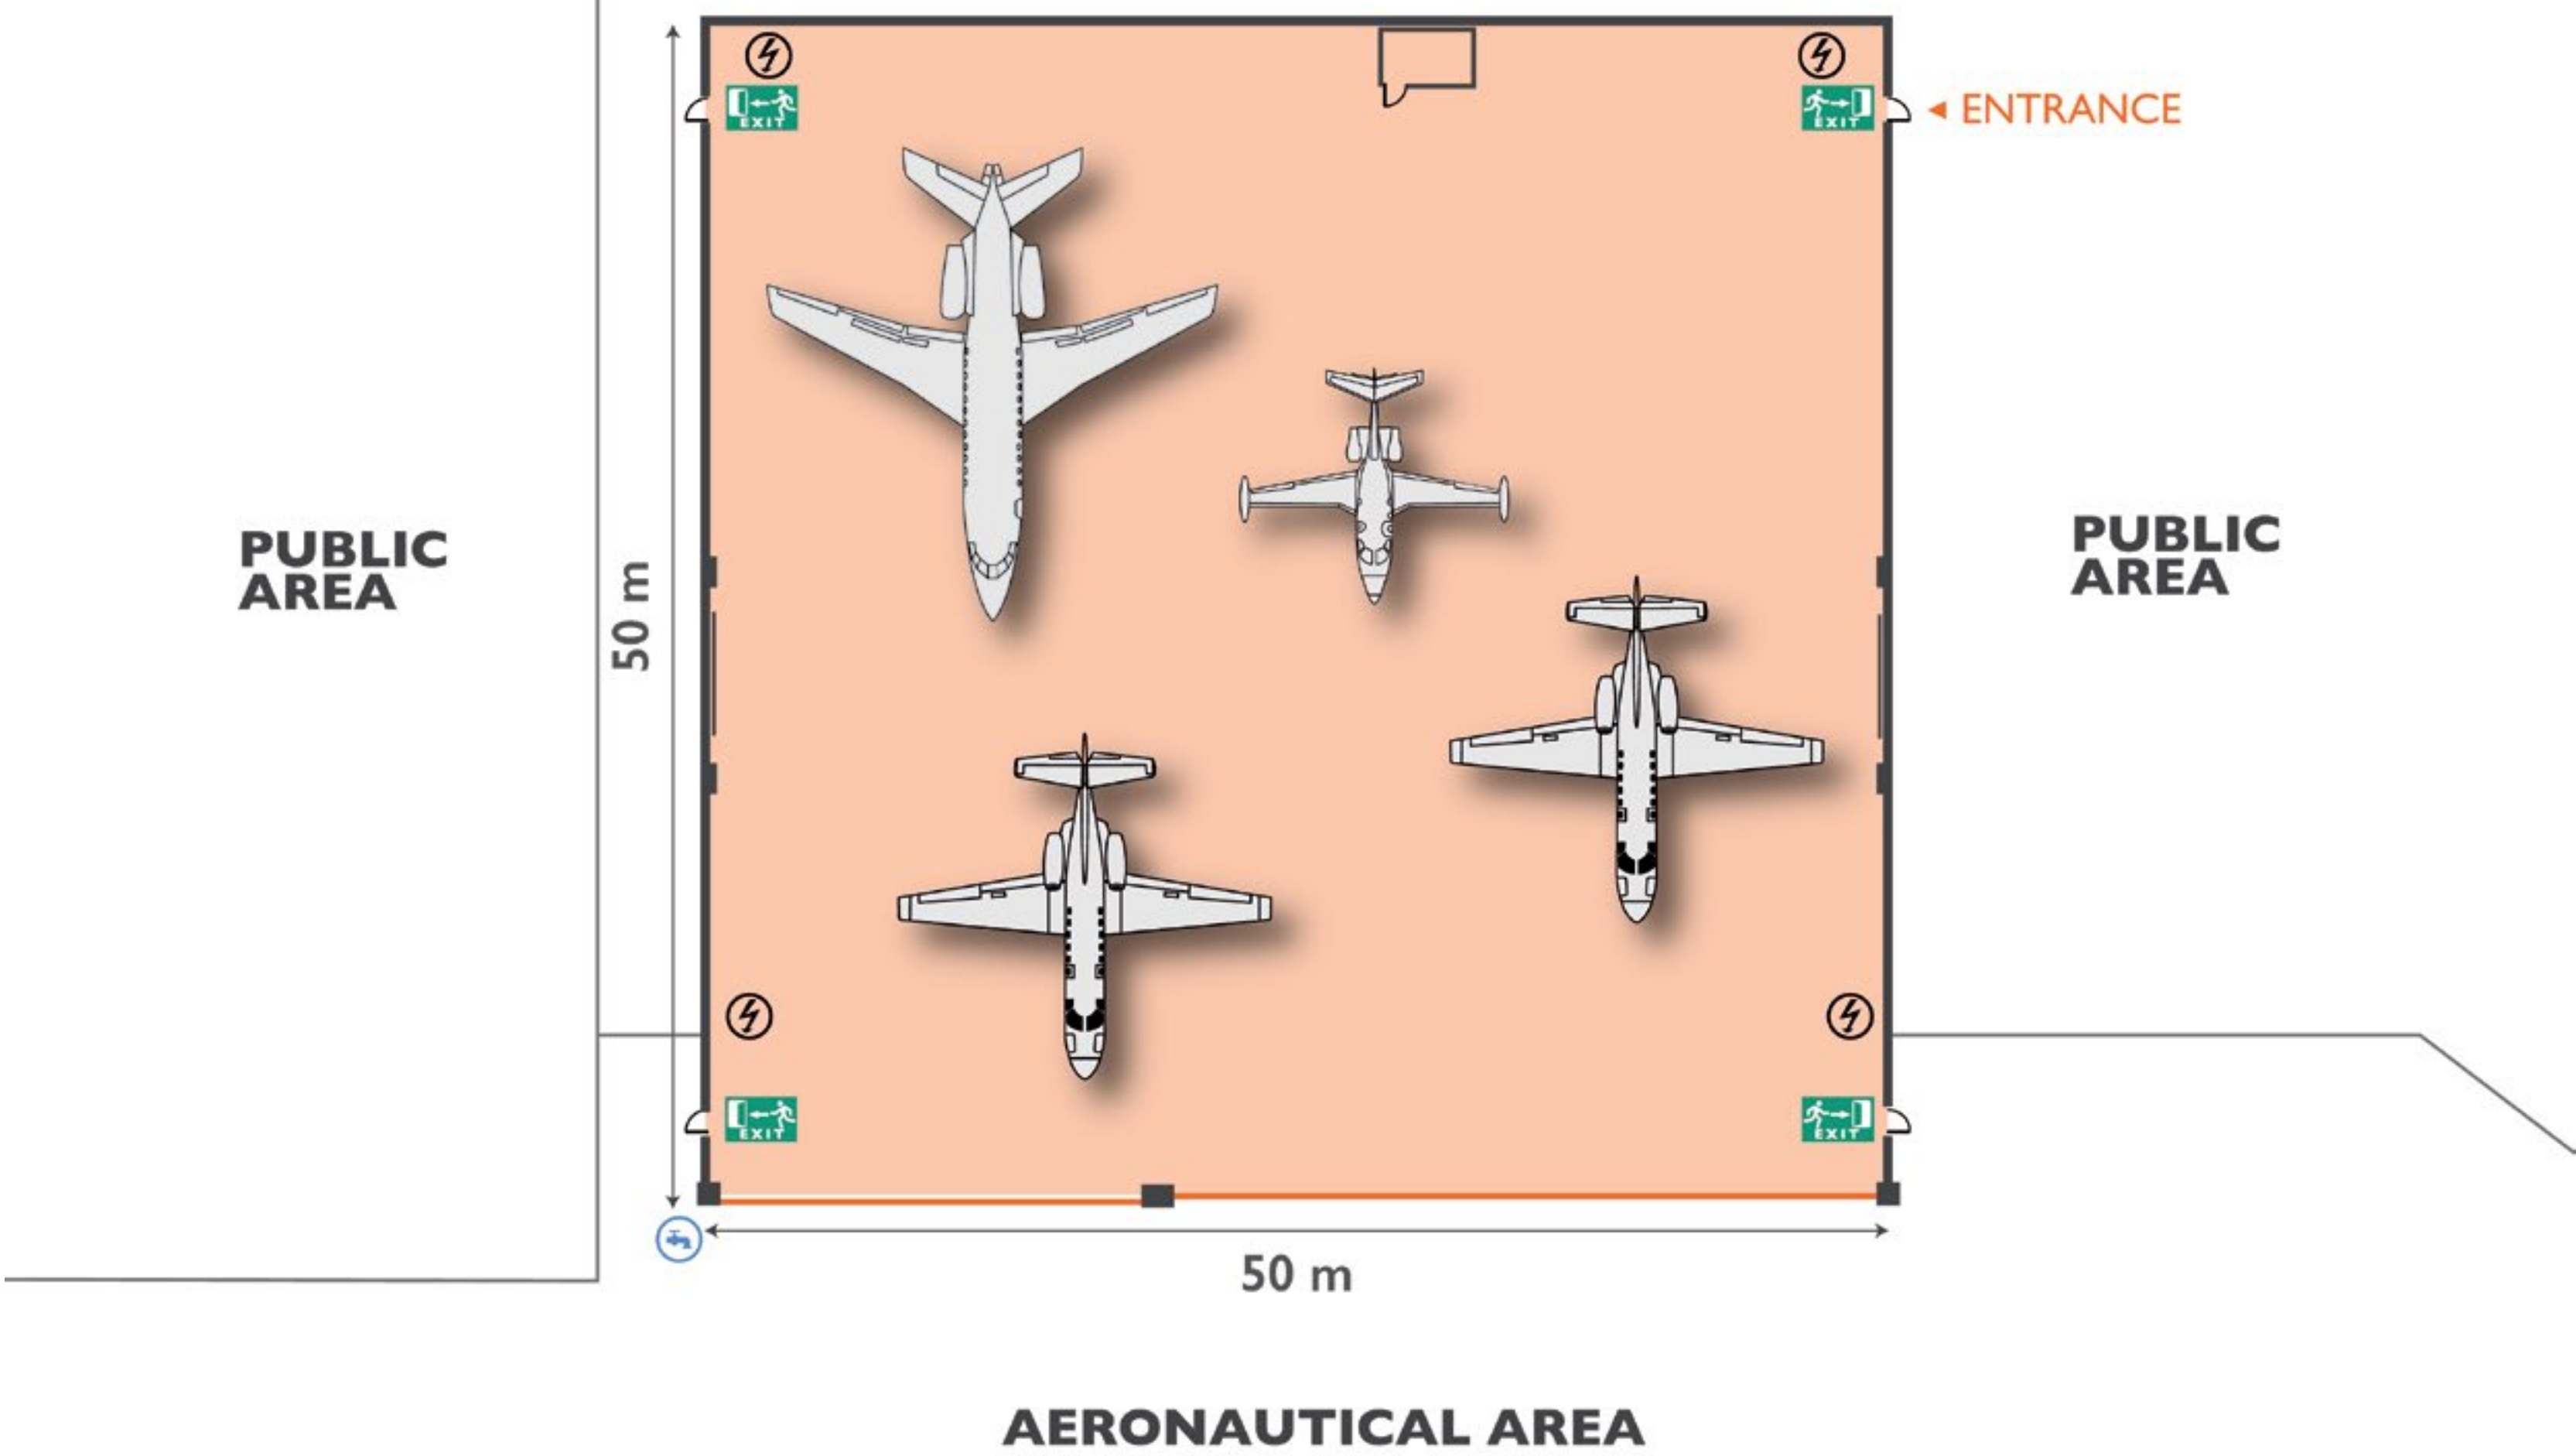 EXIT
EXIT
ENTRANCE
PUBLIC
AREA
PUBLIC
AREA
50 m
EXIT
EXIT
50 m
AERONAUTICAL AREA